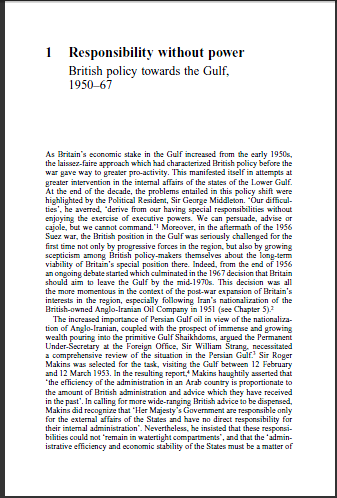 1 Responsibility without power
British policy towards the Gulf,
1950–67
As Britain's economic stake in the Gulf increased from the early 1950s,
the laissez-faire approach which had characterized British policy before the
war gave way to greater pro-activity. This manifested itself in attempts at
greater intervention in the internal affairs of the states of the Lower Gulf.
At the end of the decade, the problems entailed in this policy shift were
highlighted by the Political Resident, Sir George Middleton. 'Our difficul-
ties', he averred, 'derive from our having special responsibilities without
enjoying the exercise of executive powers. We can persuade, advise or
cajole, but we cannot command.'1 Moreover, in the aftermath of the 1956
Suez war, the British position in the Gulf was seriously challenged for the
first time not only by progressive forces in the region, but also by growing
scepticism among British policy-makers themselves about the long-term
viability of Britain's special position there. Indeed, from the end of 1956
an ongoing debate started which culminated in the 1967 decision that Britain
should aim to leave the Gulf by the mid-1970s. This decision was all
the more momentous in the context of the post-war expansion of Britain's
interests in the region, especially following Iran's nationalization of the
British-owned Anglo-Iranian Oil Company in 1951 (see Chapter 5).2
The increased importance of Persian Gulf oil in view of the nationaliza-
tion of Anglo-Iranian, coupled with the prospect of immense and growing
wealth pouring into the primitive Gulf Shaikhdoms, argued the Permanent
Under-Secretary at the Foreign Office, Sir William Strang, necessitated
a comprehensive review of the situation in the Persian Gulf.3 Sir Roger
Makins was selected for the task, visiting the Gulf between 12 February
and 12 March 1953. In the resulting report,4 Makins haughtily asserted that
'the efficiency of the administration in an Arab country is proportionate to
the amount of British administration and advice which they have received
in the past'. In calling for more wide-ranging British advice to be dispensed,
Makins did recognize that 'Her Majesty's Government are responsible only
for the external affairs of the States and have no direct responsibility for
their internal administration'. Nevertheless, he insisted that these responsi-
bilities could not 'remain in watertight compartments', and that the 'admin-
istrative efficiency and economic stability of the States must be a matter of